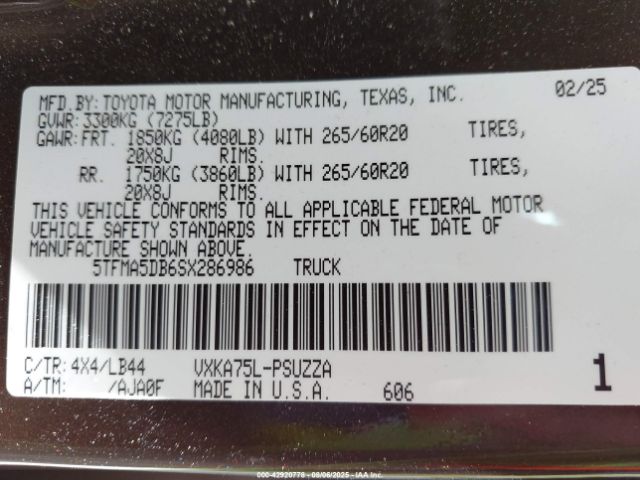 MFD.BY: TOYOTA MOTOR MANUFACTURING, TEXAS, INC. 02/25
GVWR: 3300KG (7275LB)
GAWR: FRT. 1850KG (4080LB) WITH 265/60R20 TIRES,
20X8J RIMS.
RR. 1750KG (3860LB) WITH 265/60R20 TIRES,
20X8J RIMS.
THIS VEHICLE CONFORMS TO ALL APPLICABLE FEDERAL MOTOR
VEHICLE SAFETY STANDARDS IN EFFECT ON THE DATE OF
MANUFACTURE SHOWN ABOVE.
5TFMA5DB6SX286986 TRUCK
C/TR: 4X4/LB44 VXKA75L-PSUZZA
A/TM: /AJA0F MADE IN U.S.A. 606 1
000-42920778 - 08/06/2025 - IAA Inc.